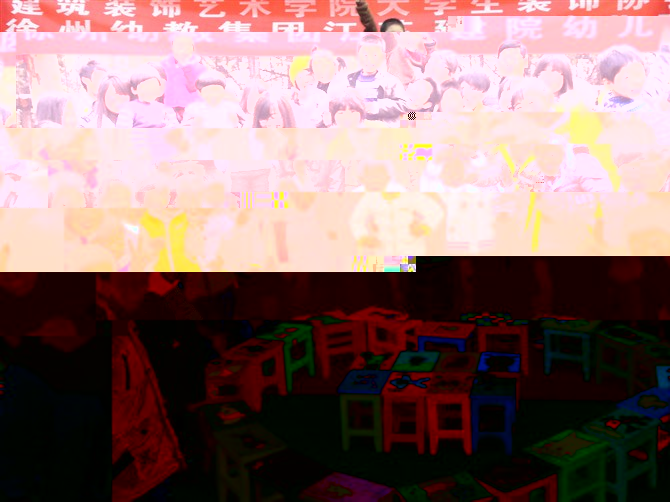 建筑装饰艺术学院大学生装饰协
徐州幼教集团江 苑 建院幼儿